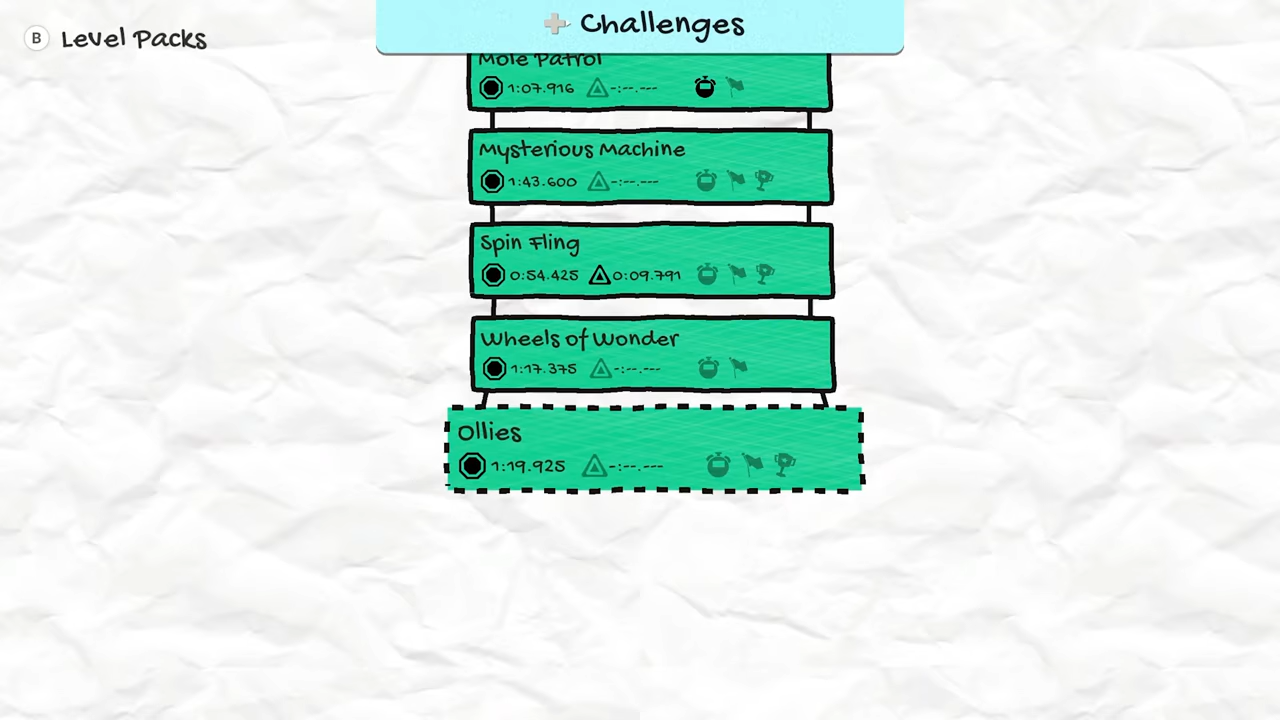 B Level Packs
Challenges
Mole Patrol
1:07.916 -:--.---
Mysterious Machine
1:43.600 -:--.---
Spin Fling
0:54.425 0:09.791
Wheels of Wonder
1:17.375 -:--.---
Ollies
1:19.925 -:--.---